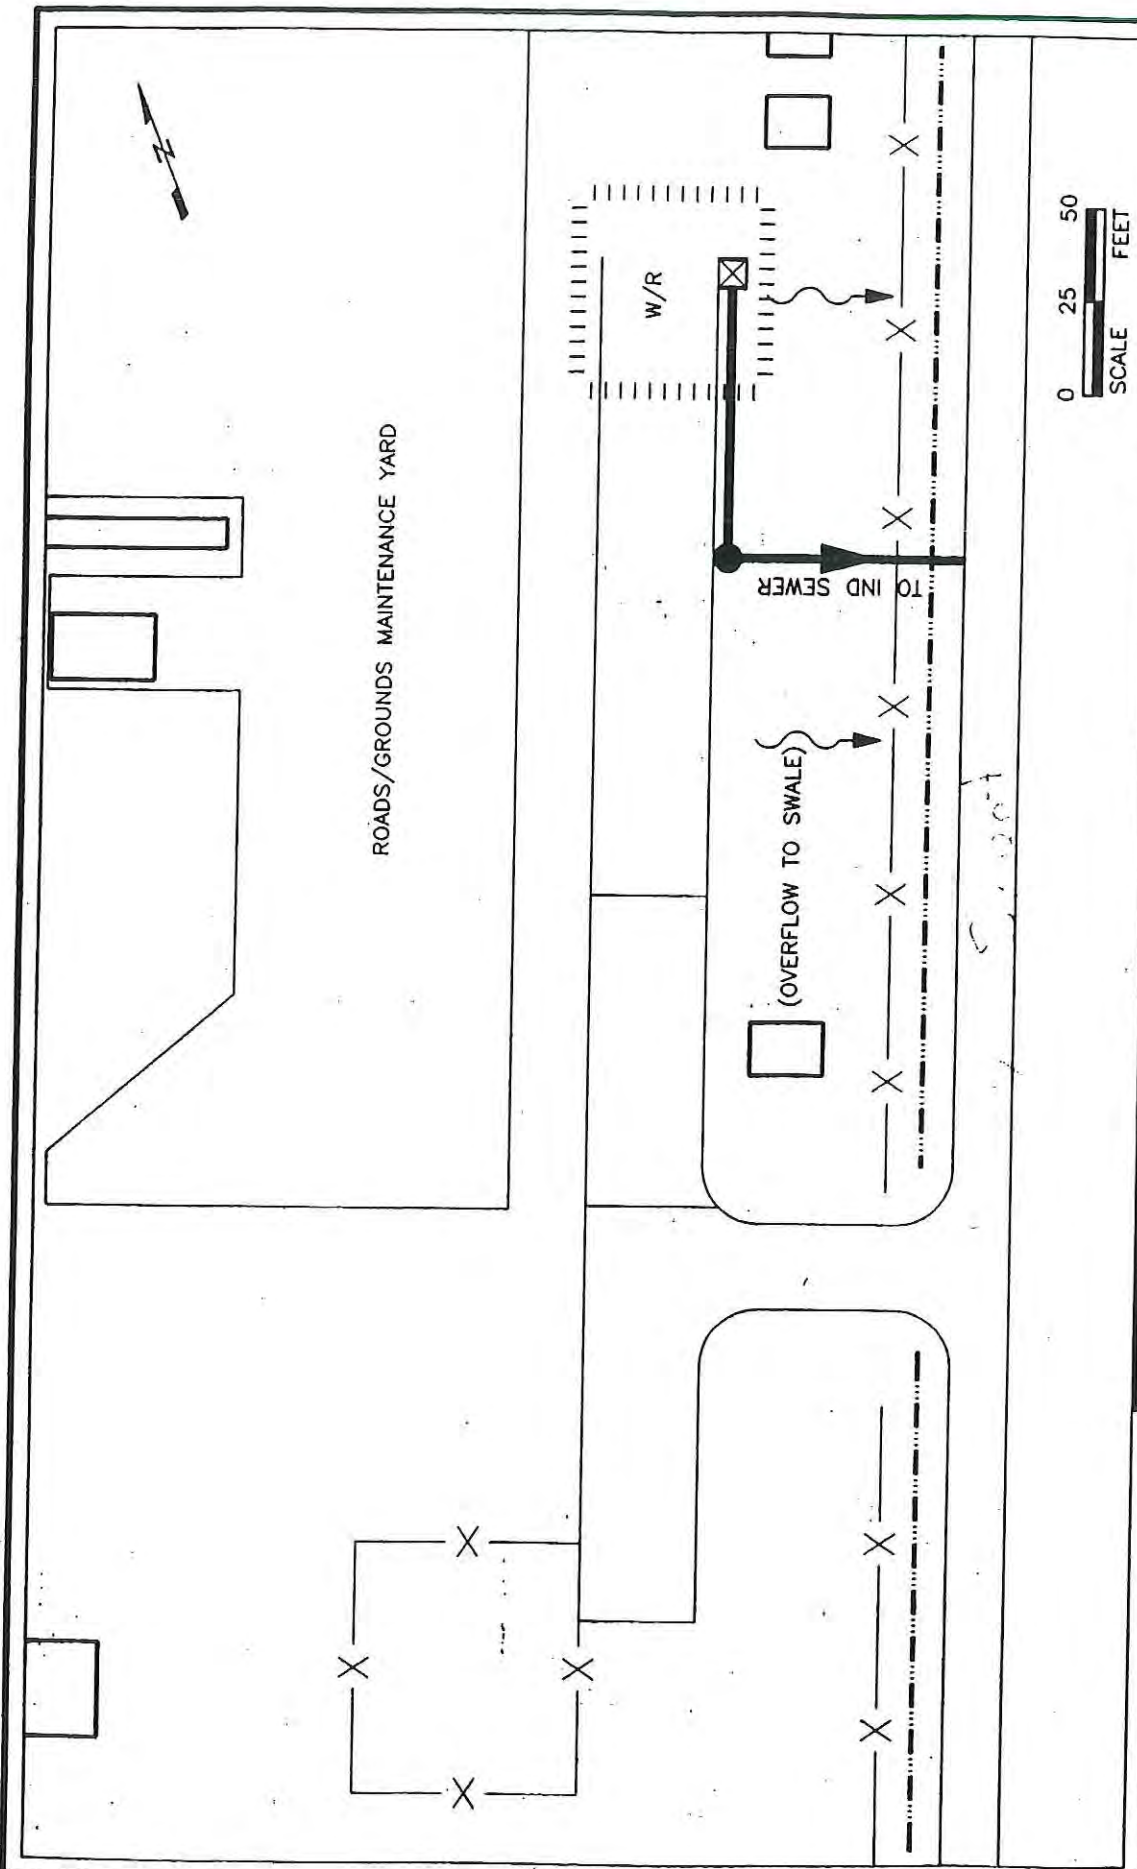 N
ROADS/GROUNDS MAINTENANCE YARD
W/R
TO IND SEWER
(OVERFLOW TO SWALE)
0 25 50
SCALE FEET